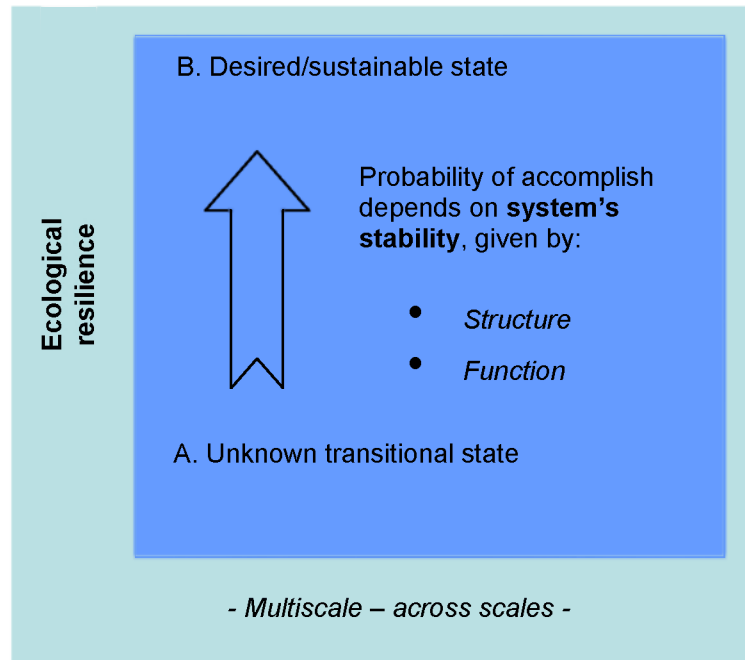 B. Desired/sustainable state
Probability of accomplish
depends on system's
stability, given by:
• Structure
• Function
A. Unknown transitional state
Ecological
resilience
- Multiscale – across scales -